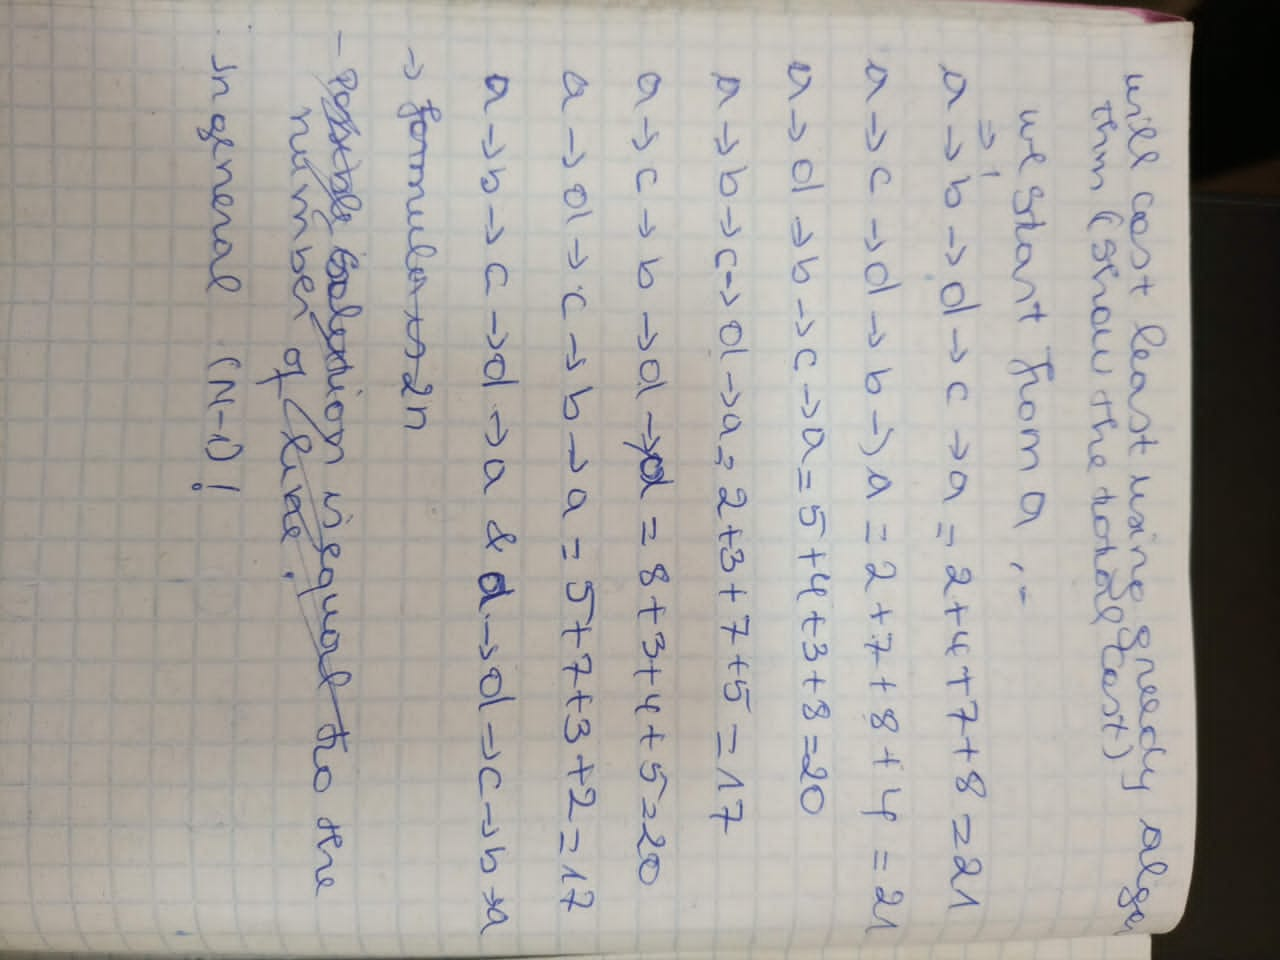 will cost least using greedy algo
thm (show the total cost)
we start from a,-
⇒ 1
a → b → d → c → a = 2+4+7+8 = 21
a → c → d → b → a = 2+7+8+4 = 21
a → d → b → c → a = 5+4+3+8 = 20
a → b → c → d → a = 2+3+7+5 = 17
a → c → b → d → a = 8+3+4+5 = 20
a → d → c → b → a = 5+7+3+2 = 17
a → b → c → d → a & d → d → c → b → a
→ formula → 2n
- Possible solution is equal to the
number of line.
In general (N-1)!